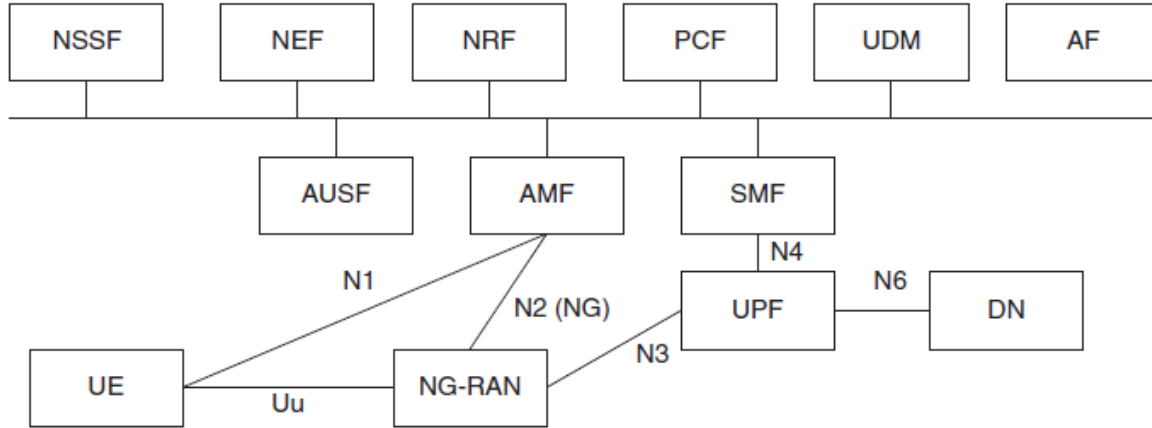 NSSF NEF NRF PCF UDM AF
AUSF AMF SMF
N4
N1
N6
N2 (NG)
UPF DN
N3
UE NG-RAN
Uu